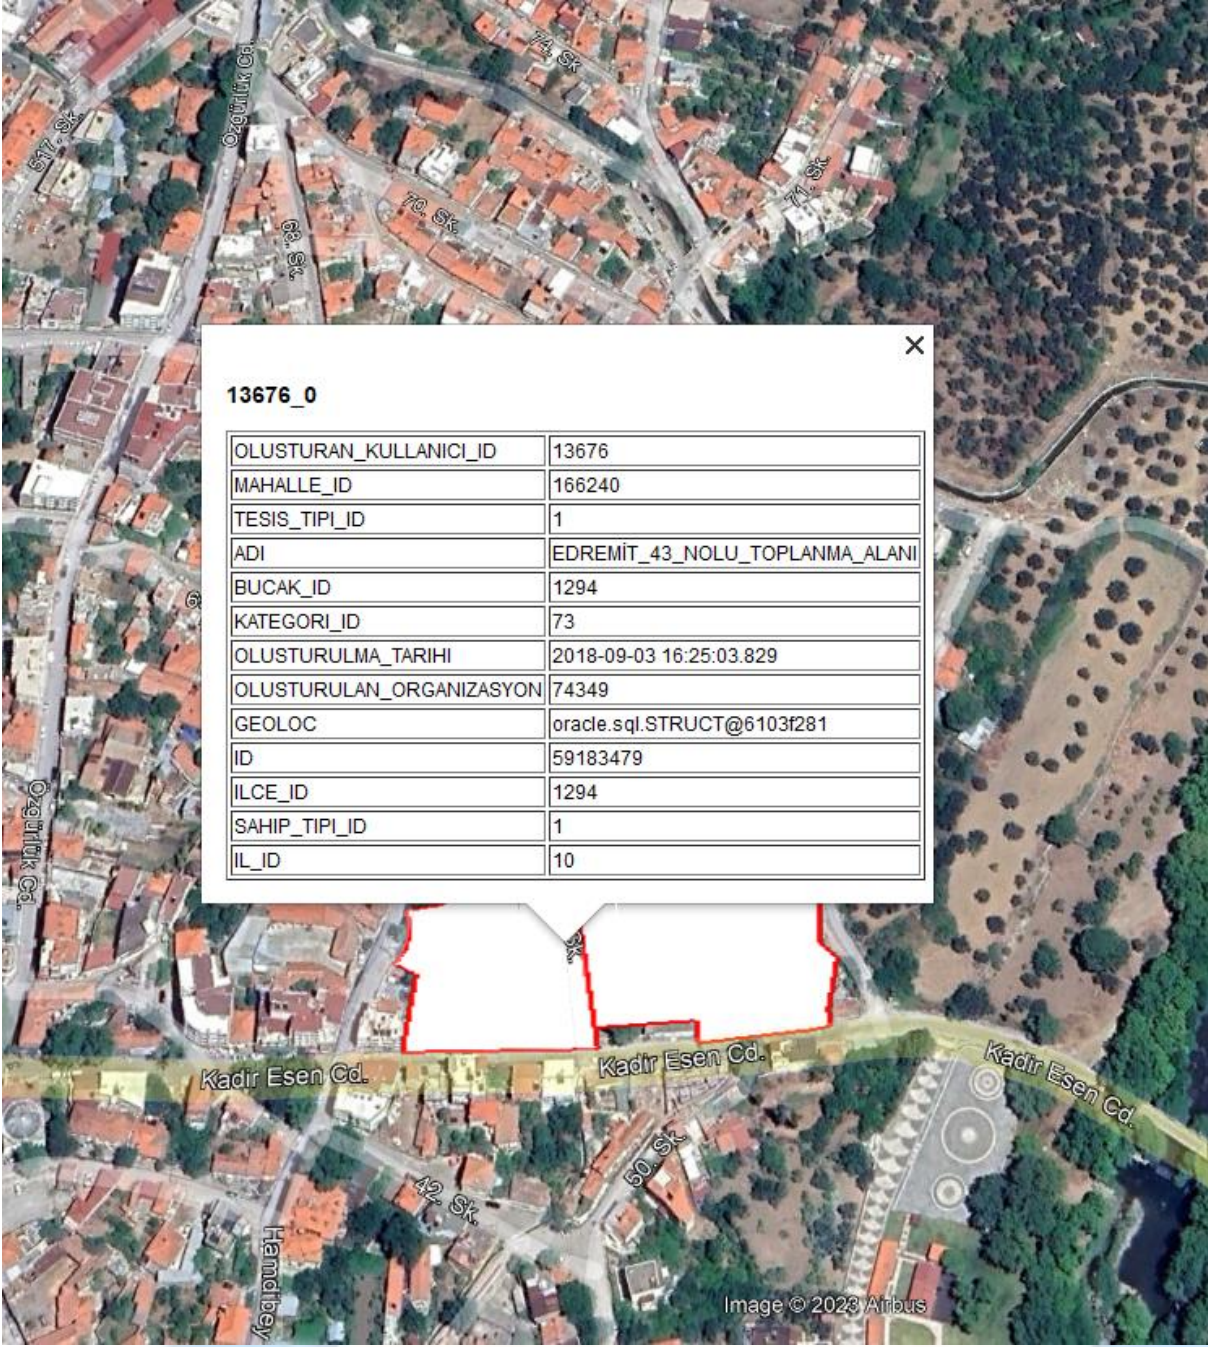 74. Sk
Özgürlük Cp.
517. Sk.
71. Sk.
70. Sk.
68. Sk.
13676_0
OLUSTURAN_KULLANICI_ID 13676
MAHALLE_ID 166240
TESIS_TIPI_ID 1
ADI EDREMİT_43_NOLU_TOPLANMA_ALANI
BUCAK_ID 1294
KATEGORI_ID 73
OLUSTURULMA_TARIHI 2018-09-03 16:25:03.829
OLUSTURULAN_ORGANIZASYON 74349
GEOLOC oracle.sql.STRUCT@6103f281
ID 59183479
ILCE_ID 1294
SAHIP_TIPI_ID 1
IL_ID 10
Özgürlük Cd.
Sk.
Kadir Esen Cd.
Kadir Esen Cd.
Kadir Esen Cd.
50. Sk.
42. Sk.
Hamdibey
Image © 2023 Airbus